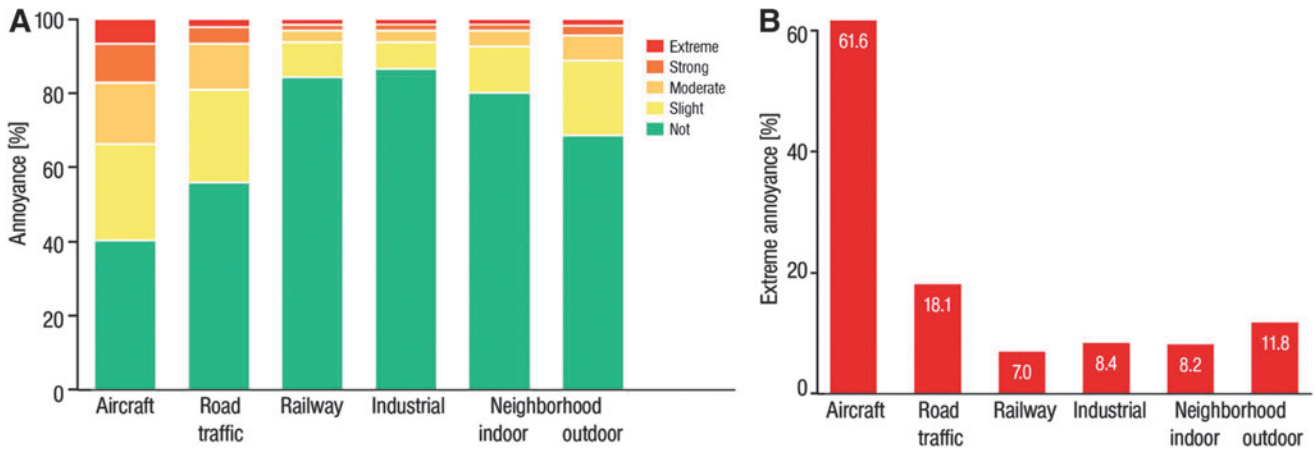 A
Annoyance [%]
100
80
60
40
20
0
Extreme
Strong
Moderate
Slight
Not
Aircraft
Road
traffic
Railway
Industrial
Neighborhood
indoor
outdoor
B
Extreme annoyance [%]
60
40
20
0
61.6
18.1
7.0
8.4
8.2
11.8
Aircraft
Road
traffic
Railway
Industrial
Neighborhood
indoor
outdoor